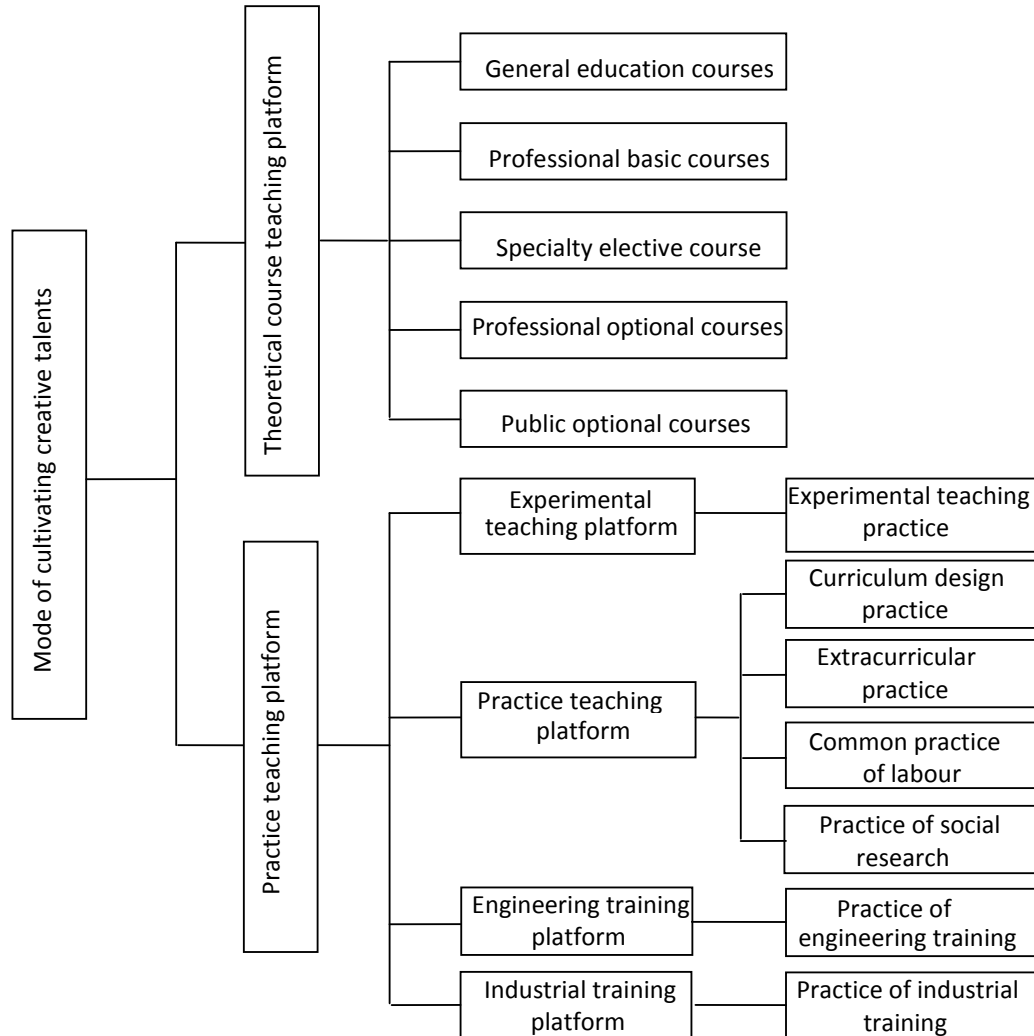 Mode of cultivating creative talents
Theoretical course teaching platform
General education courses
Professional basic courses
Specialty elective course
Professional optional courses
Public optional courses
Practice teaching platform
Experimental
teaching platform
Experimental teaching
practice
Practice teaching
platform
Curriculum design
practice
Extracurricular
practice
Common practice
of labour
Practice of social
research
Engineering training
platform
Practice of
engineering training
Industrial training
platform
Practice of industrial
training